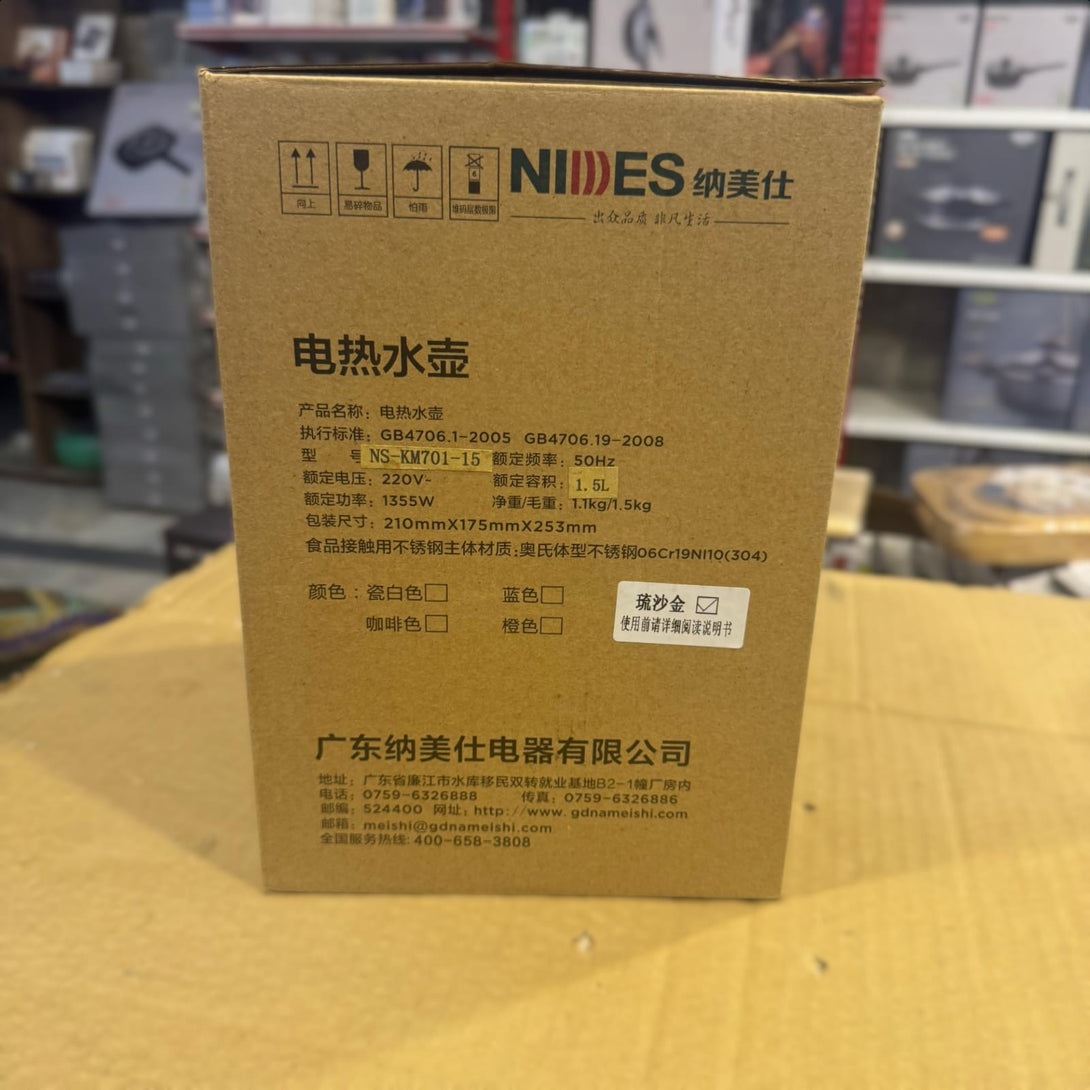 向上 易碎物品 怕雨 6 堆码层数极限
NIDES 纳美仕
出众品质 非凡生活
电热水壶
产品名称：电热水壶
执行标准：GB4706.1-2005 GB4706.19-2008
型 号 NS-KM701-15 额定频率：50Hz
额定电压：220V~ 额定容积：1.5L
额定功率：1355W 净重/毛重：1.1kg/1.5kg
包装尺寸：210mmX175mmX253mm
食品接触用不锈钢主体材质：奥氏体型不锈钢06Cr19NI10(304)
颜色：瓷白色□ 蓝色□ 琉沙金☑
使用前请详细阅读说明书
咖啡色□ 橙色□
广东纳美仕电器有限公司
地址：广东省廉江市水库移民双转就业基地B2-1幢厂房内
电话：0759-6326888 传真：0759-6326886
邮编：524400 网址：http://www.gdnameishi.com
邮箱：meishi@gdnameishi.com
全国服务热线：400-658-3808